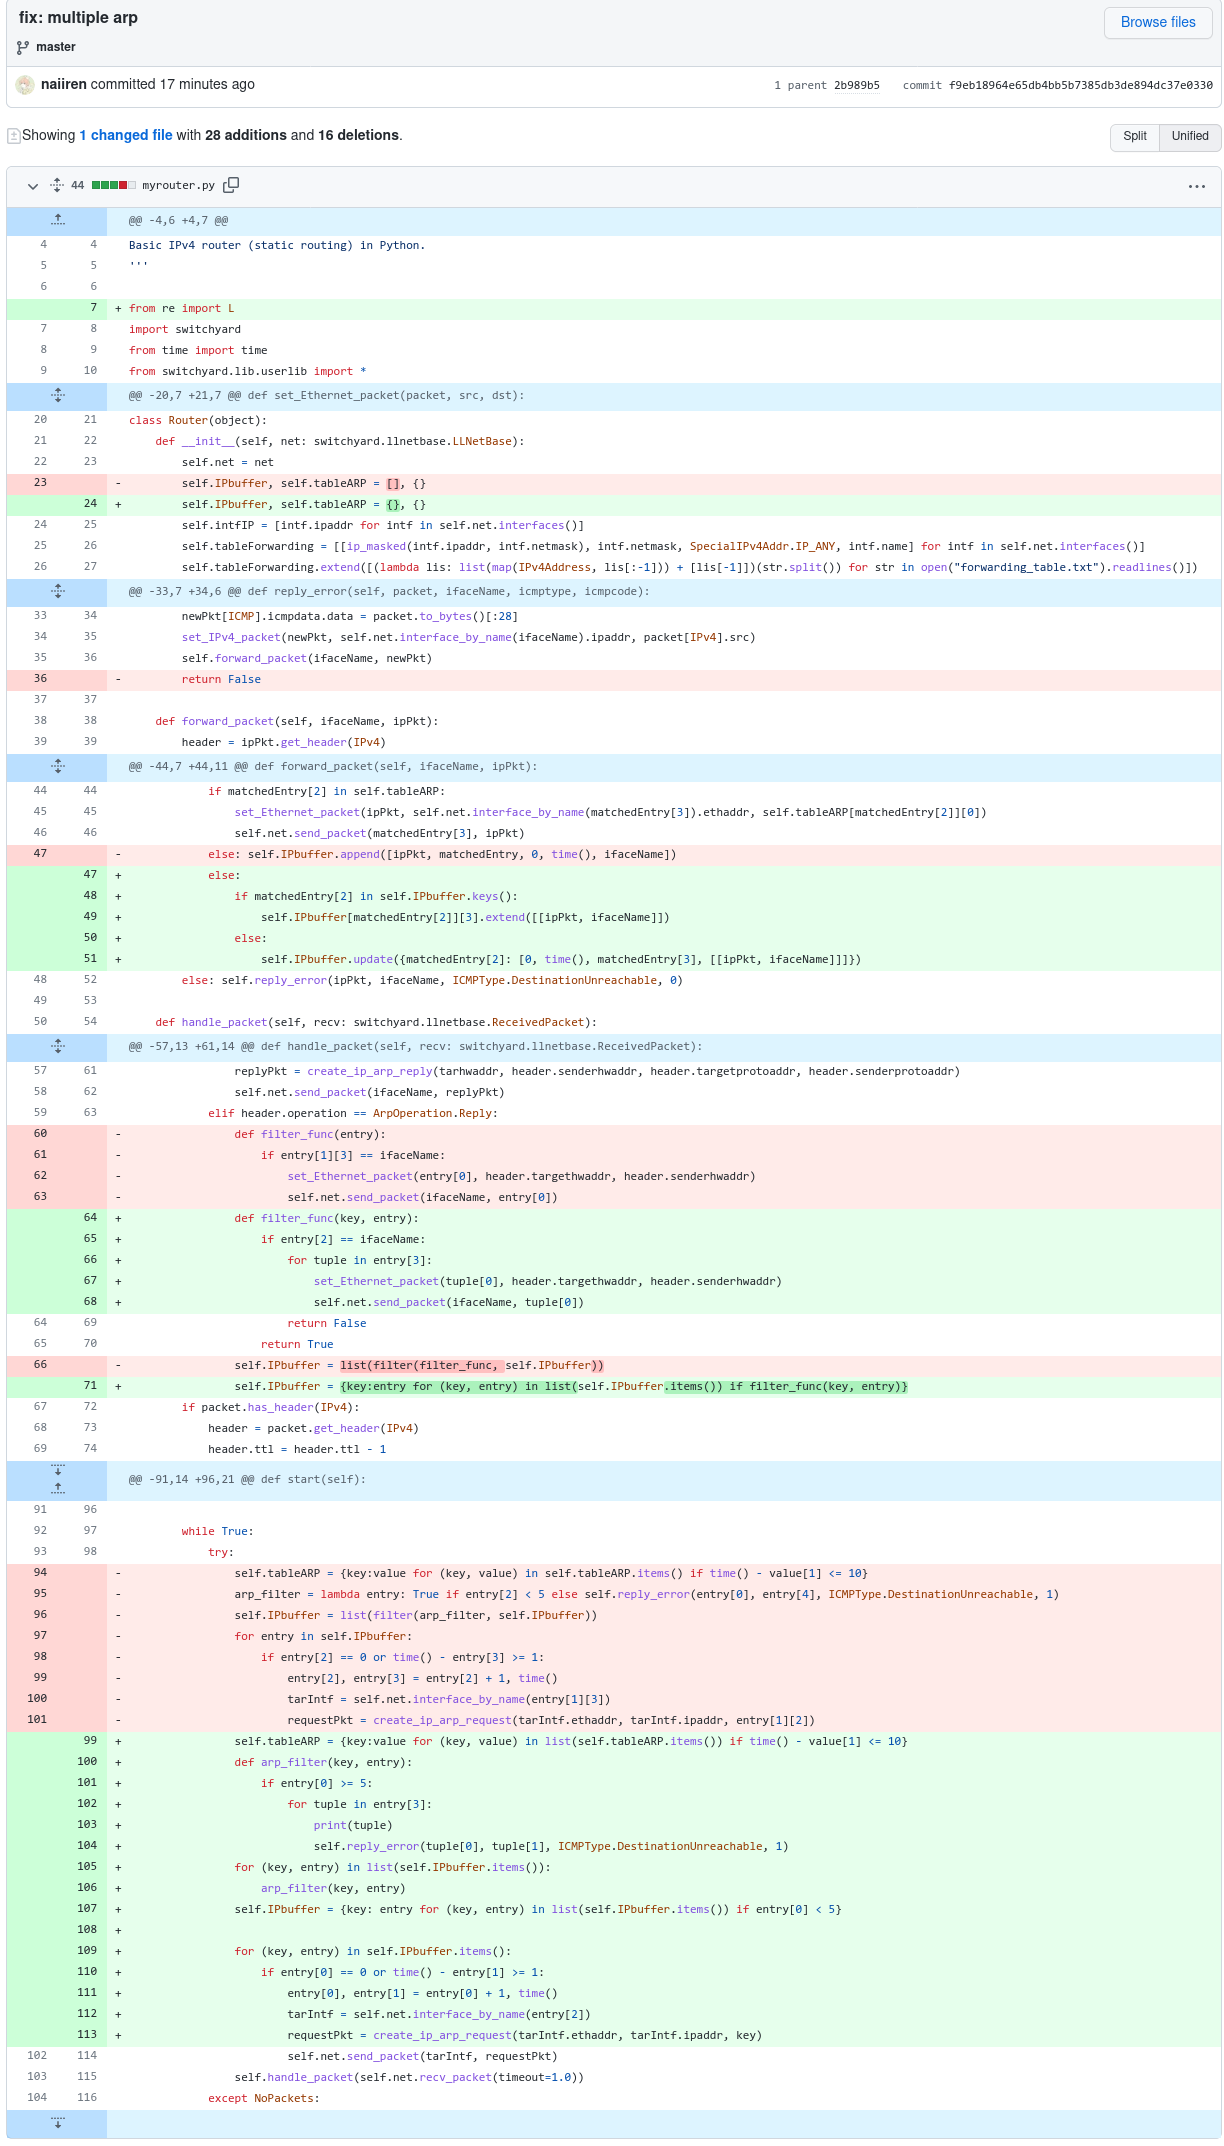 fix: multiple arp
Browse files
master
naiiren committed 17 minutes ago
1 parent 2b989b5 commit f9eb18964e65db4bb5b7385db3de894dc37e0330
Showing 1 changed file with 28 additions and 16 deletions.
Split Unified
44 myrouter.py
@@ -4,6 +4,7 @@
4 4 Basic IPv4 router (static routing) in Python.
5 5 '''
6 6
7 + from re import L
7 8 import switchyard
8 9 from time import time
9 10 from switchyard.lib.userlib import *
@@ -20,7 +21,7 @@ def set_Ethernet_packet(packet, src, dst):
20 21 class Router(object):
21 22 def __init__(self, net: switchyard.llnetbase.LLNetBase):
22 23 self.net = net
23 - self.IPbuffer, self.tableARP = [], {}
24 + self.IPbuffer, self.tableARP = {}, {}
24 25 self.intfIP = [intf.ipaddr for intf in self.net.interfaces()]
25 26 self.tableForwarding = [[ip_masked(intf.ipaddr, intf.netmask), intf.netmask, SpecialIPv4Addr.IP_ANY, intf.name] for intf in self.net.interfaces()]
26 27 self.tableForwarding.extend([(lambda lis: list(map(IPv4Address, lis[:-1])) + [lis[-1]])(str.split()) for str in open("forwarding_table.txt").readlines()])
@@ -33,7 +34,6 @@ def reply_error(self, packet, ifaceName, icmptype, icmpcode):
33 34 newPkt[ICMP].icmpdata.data = packet.to_bytes()[:28]
34 35 set_IPv4_packet(newPkt, self.net.interface_by_name(ifaceName).ipaddr, packet[IPv4].src)
35 36 self.forward_packet(ifaceName, newPkt)
36 - return False
37 37
38 38 def forward_packet(self, ifaceName, ipPkt):
39 39 header = ipPkt.get_header(IPv4)
@@ -44,7 +44,11 @@ def forward_packet(self, ifaceName, ipPkt):
44 44 if matchedEntry[2] in self.tableARP:
45 45 set_Ethernet_packet(ipPkt, self.net.interface_by_name(matchedEntry[3]).ethaddr, self.tableARP[matchedEntry[2]][0])
46 46 self.net.send_packet(matchedEntry[3], ipPkt)
47 - else: self.IPbuffer.append([ipPkt, matchedEntry, 0, time(), ifaceName])
47 + else:
48 + if matchedEntry[2] in self.IPbuffer.keys():
49 + self.IPbuffer[matchedEntry[2]][3].extend([[ipPkt, ifaceName]])
50 + else:
51 + self.IPbuffer.update({matchedEntry[2]: [0, time(), matchedEntry[3], [[ipPkt, ifaceName]]]})
48 52 else: self.reply_error(ipPkt, ifaceName, ICMPType.DestinationUnreachable, 0)
49 53
50 54 def handle_packet(self, recv: switchyard.llnetbase.ReceivedPacket):
@@ -57,13 +61,14 @@ def handle_packet(self, recv: switchyard.llnetbase.ReceivedPacket):
57 61 replyPkt = create_ip_arp_reply(tarhwaddr, header.senderhwaddr, header.targetprotoaddr, header.senderprotoaddr)
58 62 self.net.send_packet(ifaceName, replyPkt)
59 63 elif header.operation == ArpOperation.Reply:
60 - def filter_func(entry):
61 - if entry[1][3] == ifaceName:
62 - set_Ethernet_packet(entry[0], header.targethwaddr, header.senderhwaddr)
63 - self.net.send_packet(ifaceName, entry[0])
64 + def filter_func(key, entry):
65 + if entry[2] == ifaceName:
66 + for tuple in entry[3]:
67 + set_Ethernet_packet(tuple[0], header.targethwaddr, header.senderhwaddr)
68 + self.net.send_packet(ifaceName, tuple[0])
64 69 return False
65 70 return True
66 - self.IPbuffer = list(filter(filter_func, self.IPbuffer))
71 + self.IPbuffer = {key:entry for (key, entry) in list(self.IPbuffer.items()) if filter_func(key, entry)}
67 72 if packet.has_header(IPv4):
68 73 header = packet.get_header(IPv4)
69 74 header.ttl = header.ttl - 1
@@ -91,14 +96,21 @@ def start(self):
91 96
92 97 while True:
93 98 try:
94 - self.tableARP = {key:value for (key, value) in self.tableARP.items() if time() - value[1] <= 10}
95 - arp_filter = lambda entry: True if entry[2] < 5 else self.reply_error(entry[0], entry[4], ICMPType.DestinationUnreachable, 1)
96 - self.IPbuffer = list(filter(arp_filter, self.IPbuffer))
97 - for entry in self.IPbuffer:
98 - if entry[2] == 0 or time() - entry[3] >= 1:
99 - entry[2], entry[3] = entry[2] + 1, time()
100 - tarIntf = self.net.interface_by_name(entry[1][3])
101 - requestPkt = create_ip_arp_request(tarIntf.ethaddr, tarIntf.ipaddr, entry[1][2])
99 + self.tableARP = {key:value for (key, value) in list(self.tableARP.items()) if time() - value[1] <= 10}
100 + def arp_filter(key, entry):
101 + if entry[0] >= 5:
102 + for tuple in entry[3]:
103 + print(tuple)
104 + self.reply_error(tuple[0], tuple[1], ICMPType.DestinationUnreachable, 1)
105 + for (key, entry) in list(self.IPbuffer.items()):
106 + arp_filter(key, entry)
107 + self.IPbuffer = {key: entry for (key, entry) in list(self.IPbuffer.items()) if entry[0] < 5}
108 +
109 + for (key, entry) in self.IPbuffer.items():
110 + if entry[0] == 0 or time() - entry[1] >= 1:
111 + entry[0], entry[1] = entry[0] + 1, time()
112 + tarIntf = self.net.interface_by_name(entry[2])
113 + requestPkt = create_ip_arp_request(tarIntf.ethaddr, tarIntf.ipaddr, key)
102 114 self.net.send_packet(tarIntf, requestPkt)
103 115 self.handle_packet(self.net.recv_packet(timeout=1.0))
104 116 except NoPackets: